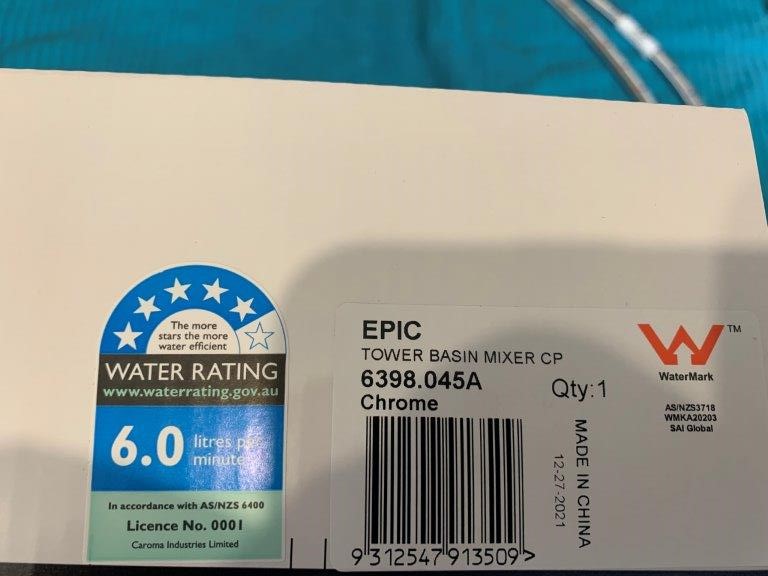 The more
stars the more
water efficient
WATER RATING
www.waterrating.gov.au
6.0 litres per
minute
In accordance with AS/NZS 6400
Licence No. 0001
Caroma Industries Limited
EPIC
TOWER BASIN MIXER CP
6398.045A
Chrome
Qty:1
MADE IN CHINA
12-27-2021
9 312547 913509 >
TM
WaterMark
AS/NZS3718
WMKA20203
SAI Global